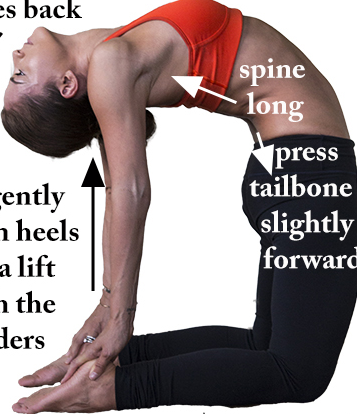 es back
spine
long
press
tailbone
slightly
forward
gently
heels
a lift
the
ders